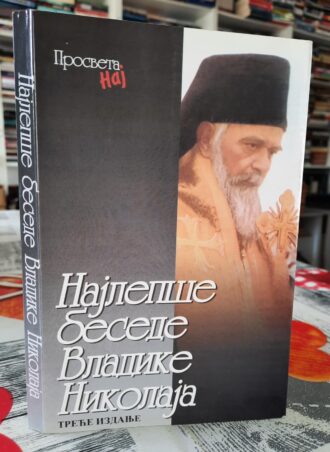 Просвета
Нај
Најлепше
беседе
Владике
Николаја
ТРЕЋЕ ИЗДАЊЕ
Најлепше беседе Владике Николаја